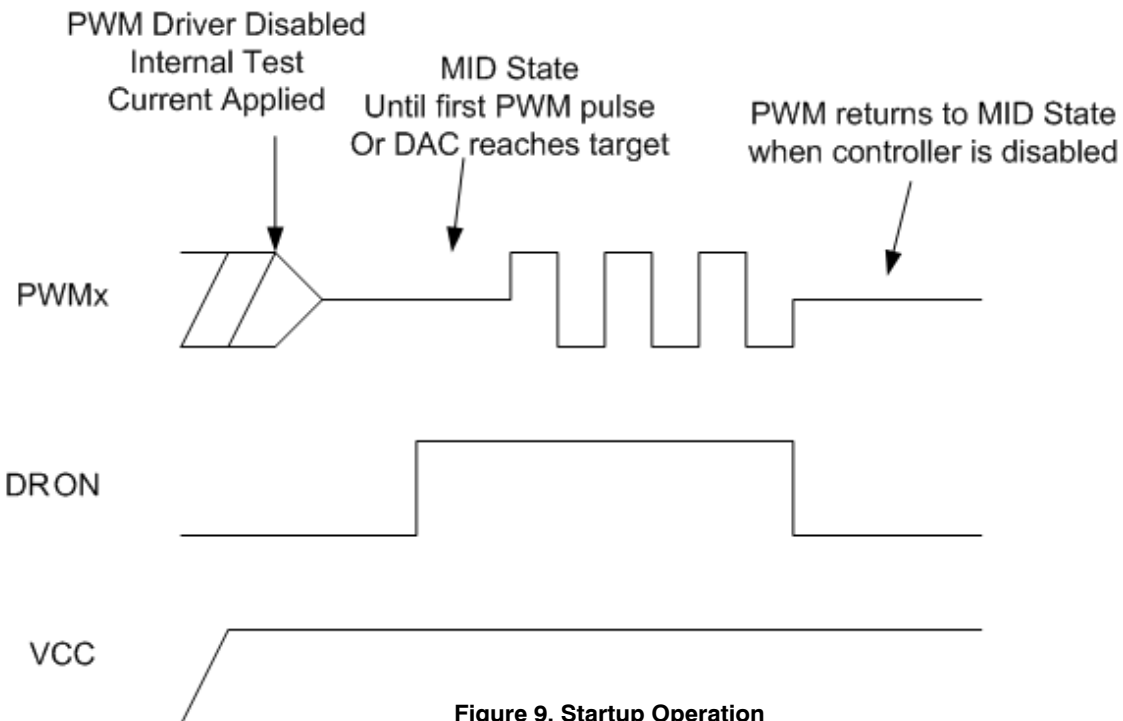 PWM Driver Disabled
Internal Test
Current Applied
MID State
Until first PWM pulse
Or DAC reaches target
PWM returns to MID State
when controller is disabled
PWMx
DRON
VCC
Figure 9. Startup Operation